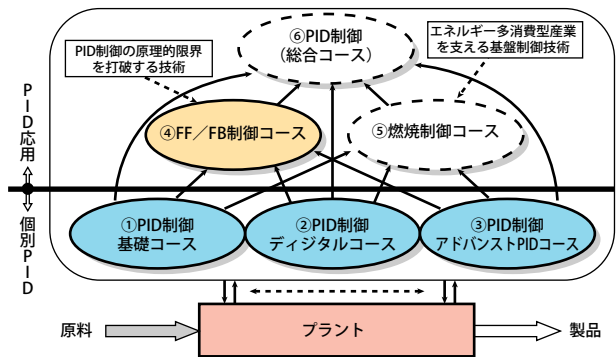 ⑥PID制御
(総合コース)
PID制御の原理的限界
を打破する技術
エネルギー多消費型産業
を支える基盤制御技術
④FF／FB制御コース
⑤燃焼制御コース
PID応用
個別PID
①PID制御
基礎コース
②PID制御
ディジタルコース
③PID制御
アドバンストPIDコース
原料
プラント
製品